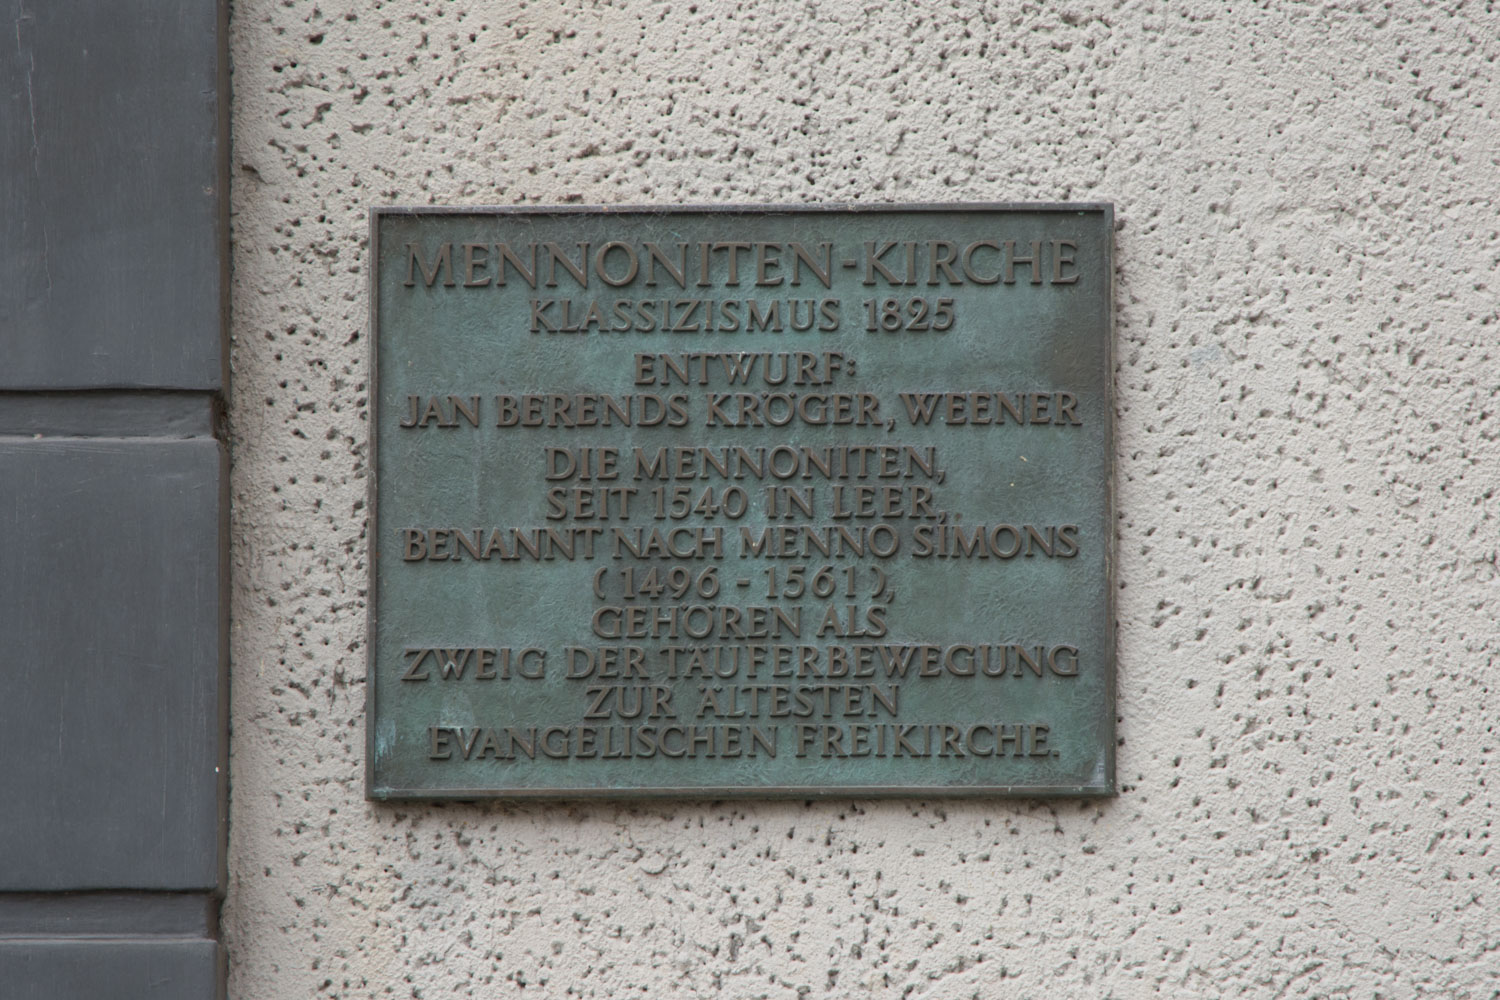 MENNONITEN-KIRCHE
KLASSIZISMUS 1825
ENTWURF:
JAN BERENDS KRÖGER, WEENER
DIE MENNONITEN,
SEIT 1540 IN LEER,
BENANNT NACH MENNO SIMONS
(1496 - 1561),
GEHÖREN ALS
ZWEIG DER TÄUFERBEWEGUNG
ZUR ÄLTESTEN
EVANGELISCHEN FREIKIRCHE.